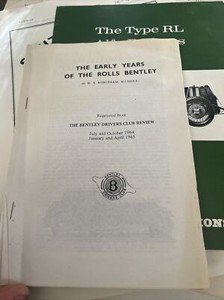 The Type RL
THE EARLY YEARS
OF THE ROLLS BENTLEY
Reprinted from
THE BENTLEY DRIVERS CLUB REVIEW
July and October 1964
January and April 1965
B